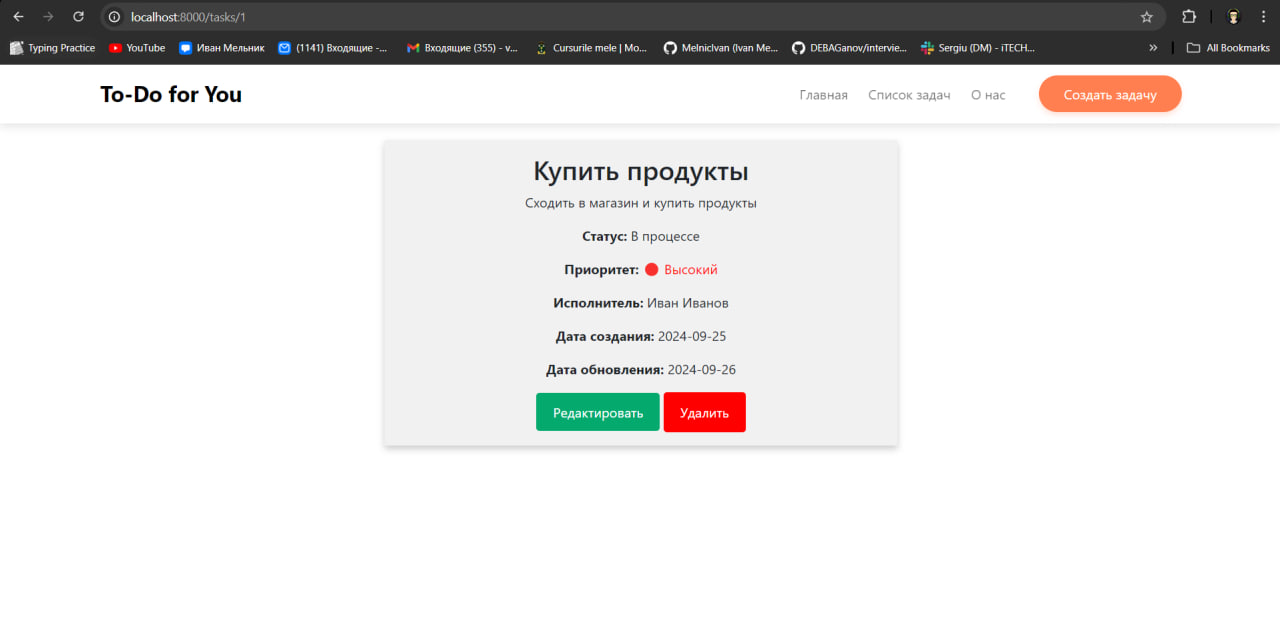 localhost:8000/tasks/1
Typing Practice YouTube Иван Мельник (1141) Входящие -... Входящие (355) - v... Cursurile mele | Mo... MelnicIvan (Ivan Me... DEBAGanov/intervie... Sergiu (DM) - iTECH... » All Bookmarks
To-Do for You Главная Список задач О нас Создать задачу
Купить продукты
Сходить в магазин и купить продукты
Статус: В процессе
Приоритет: Высокий
Исполнитель: Иван Иванов
Дата создания: 2024-09-25
Дата обновления: 2024-09-26
Редактировать Удалить